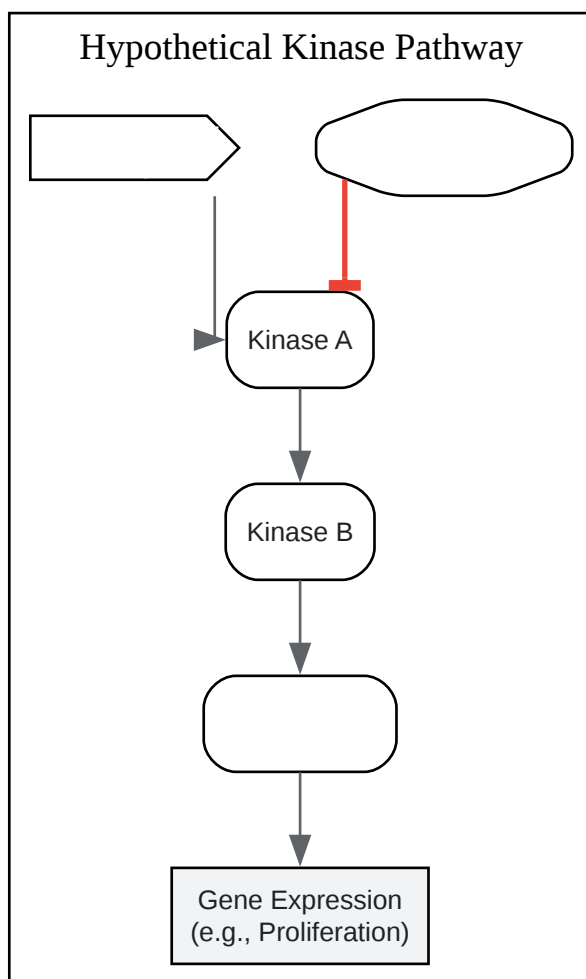 Hypothetical Kinase Pathway
Kinase A
Kinase B
Gene Expression
(e.g., Proliferation)